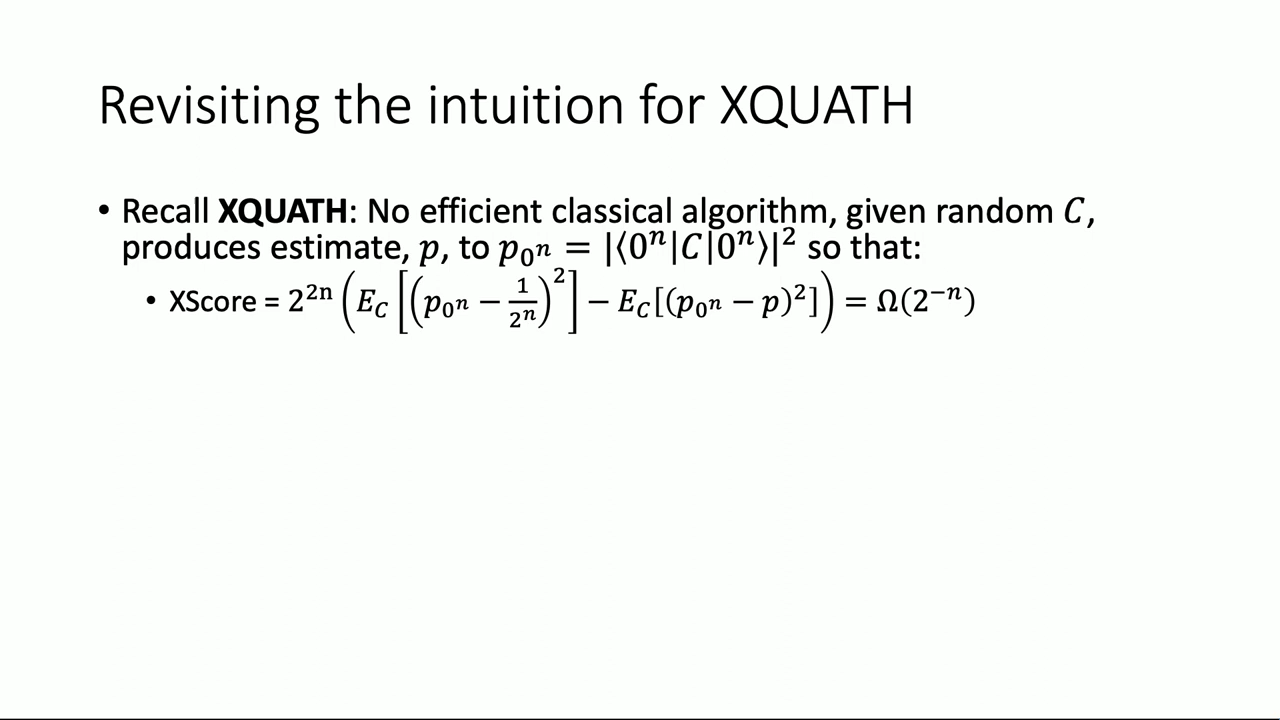 Revisiting the intuition for XQUATH
• Recall XQUATH: No efficient classical algorithm, given random C,
produces estimate, p, to p_{0^n} = |⟨0^n|C|0^n⟩|^2 so that:
• XScore = 2^{2n} (E_C [(p_{0^n} − \frac{1}{2^n})^2] − E_C[(p_{0^n} − p)^2]) = Ω(2^{−n})